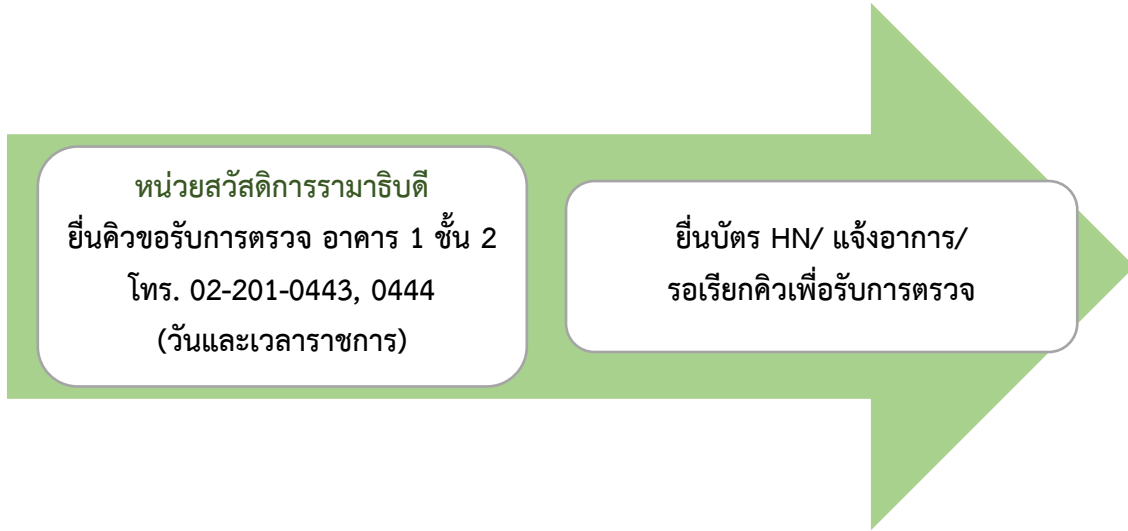 หน่วยสวัสดิการรามาธิบดี
ยื่นคิวขอรับการตรวจ อาคาร 1 ชั้น 2
โทร. 02-201-0443, 0444
(วันและเวลาราชการ)
ยื่นบัตร HN/ แจ้งอาการ/
รอเรียกคิวเพื่อรับการตรวจ